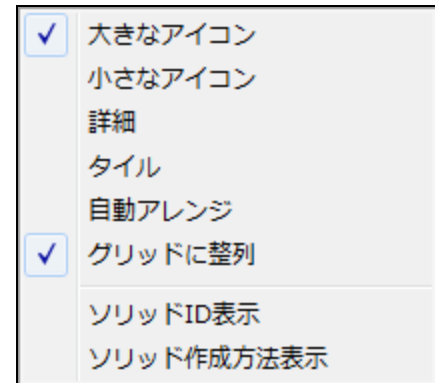 大きなアイコン
小さなアイコン
詳細
タイル
自動アレンジ
グリッドに整列
ソリッドID表示
ソリッド作成方法表示